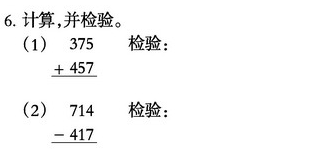 6. 计算,并检验。
(1) 375 检验:
+ 457
(2) 714 检验:
− 417